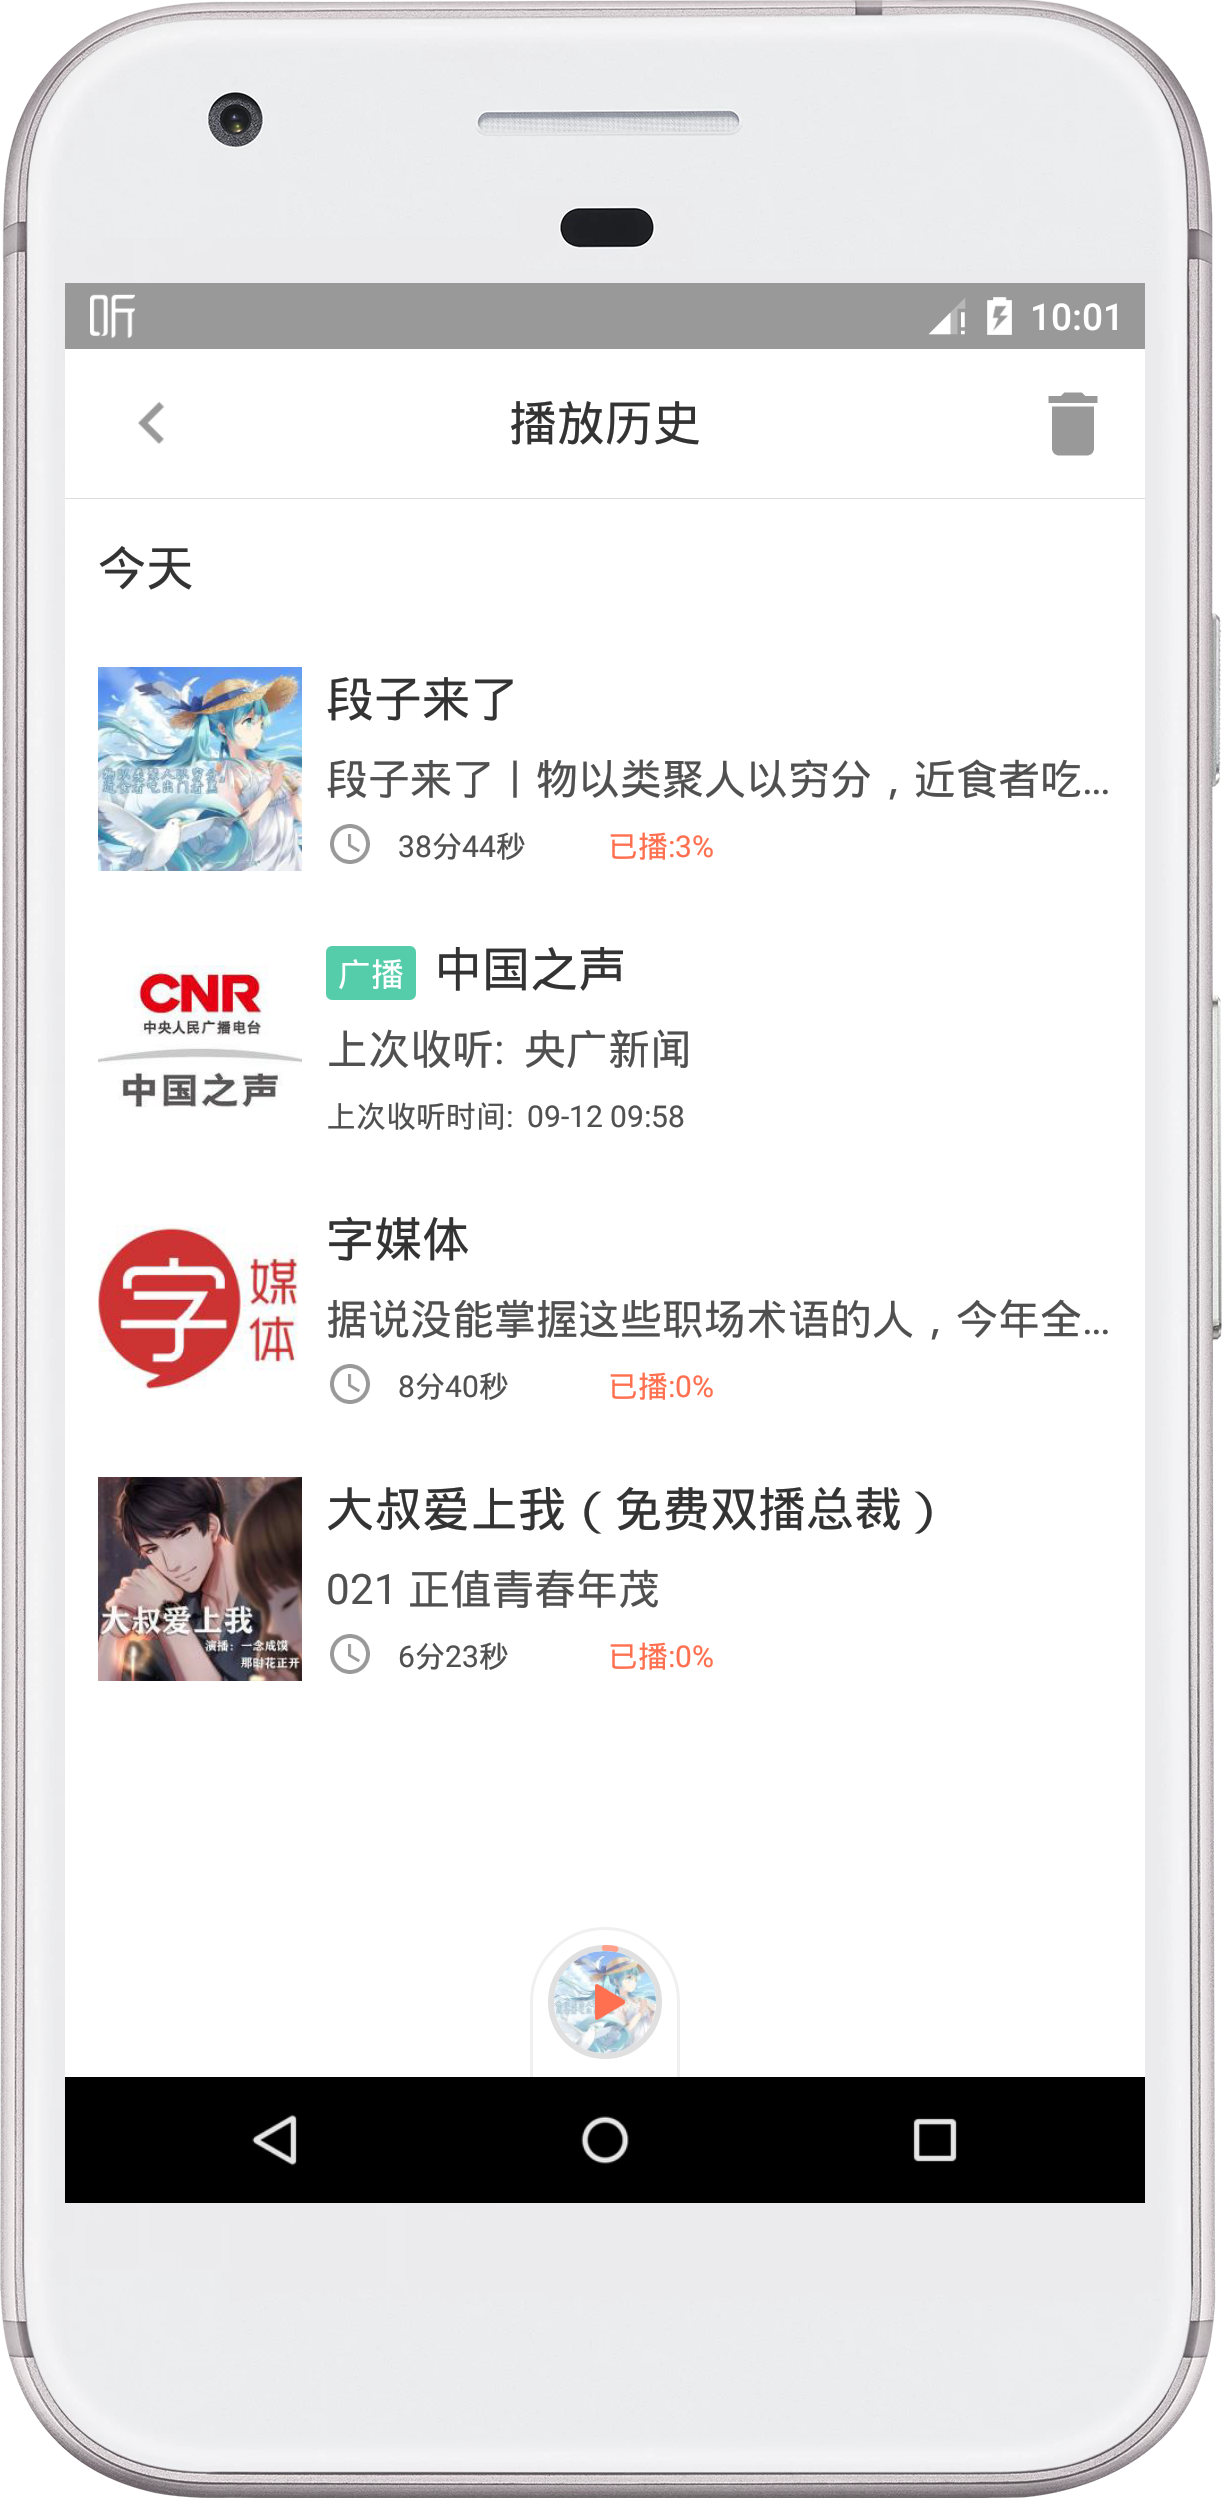 听
10:01
播放历史
今天
段子来了
段子来了丨物以类聚人以穷分，近食者吃...
38分44秒 已播:3%
CNR
中央人民广播电台
中国之声
广播 中国之声
上次收听: 央广新闻
上次收听时间: 09-12 09:58
字媒体
字媒体
据说没能掌握这些职场术语的人，今年全...
8分40秒 已播:0%
大叔爱上我
演播：一念成馍
那时花正开
大叔爱上我（免费双播总裁）
021 正值青春年茂
6分23秒 已播:0%